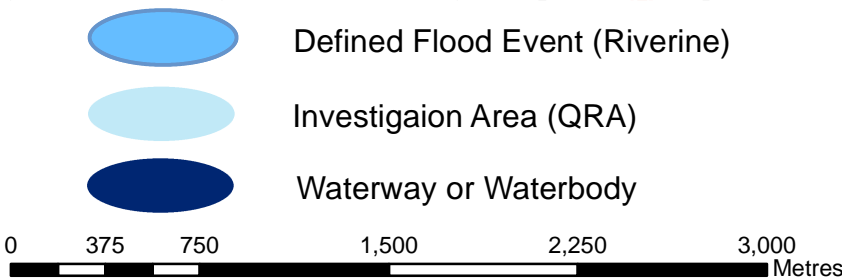 Defined Flood Event (Riverine)
Investigaion Area (QRA)
Waterway or Waterbody
0 375 750 1,500 2,250 3,000
Metres